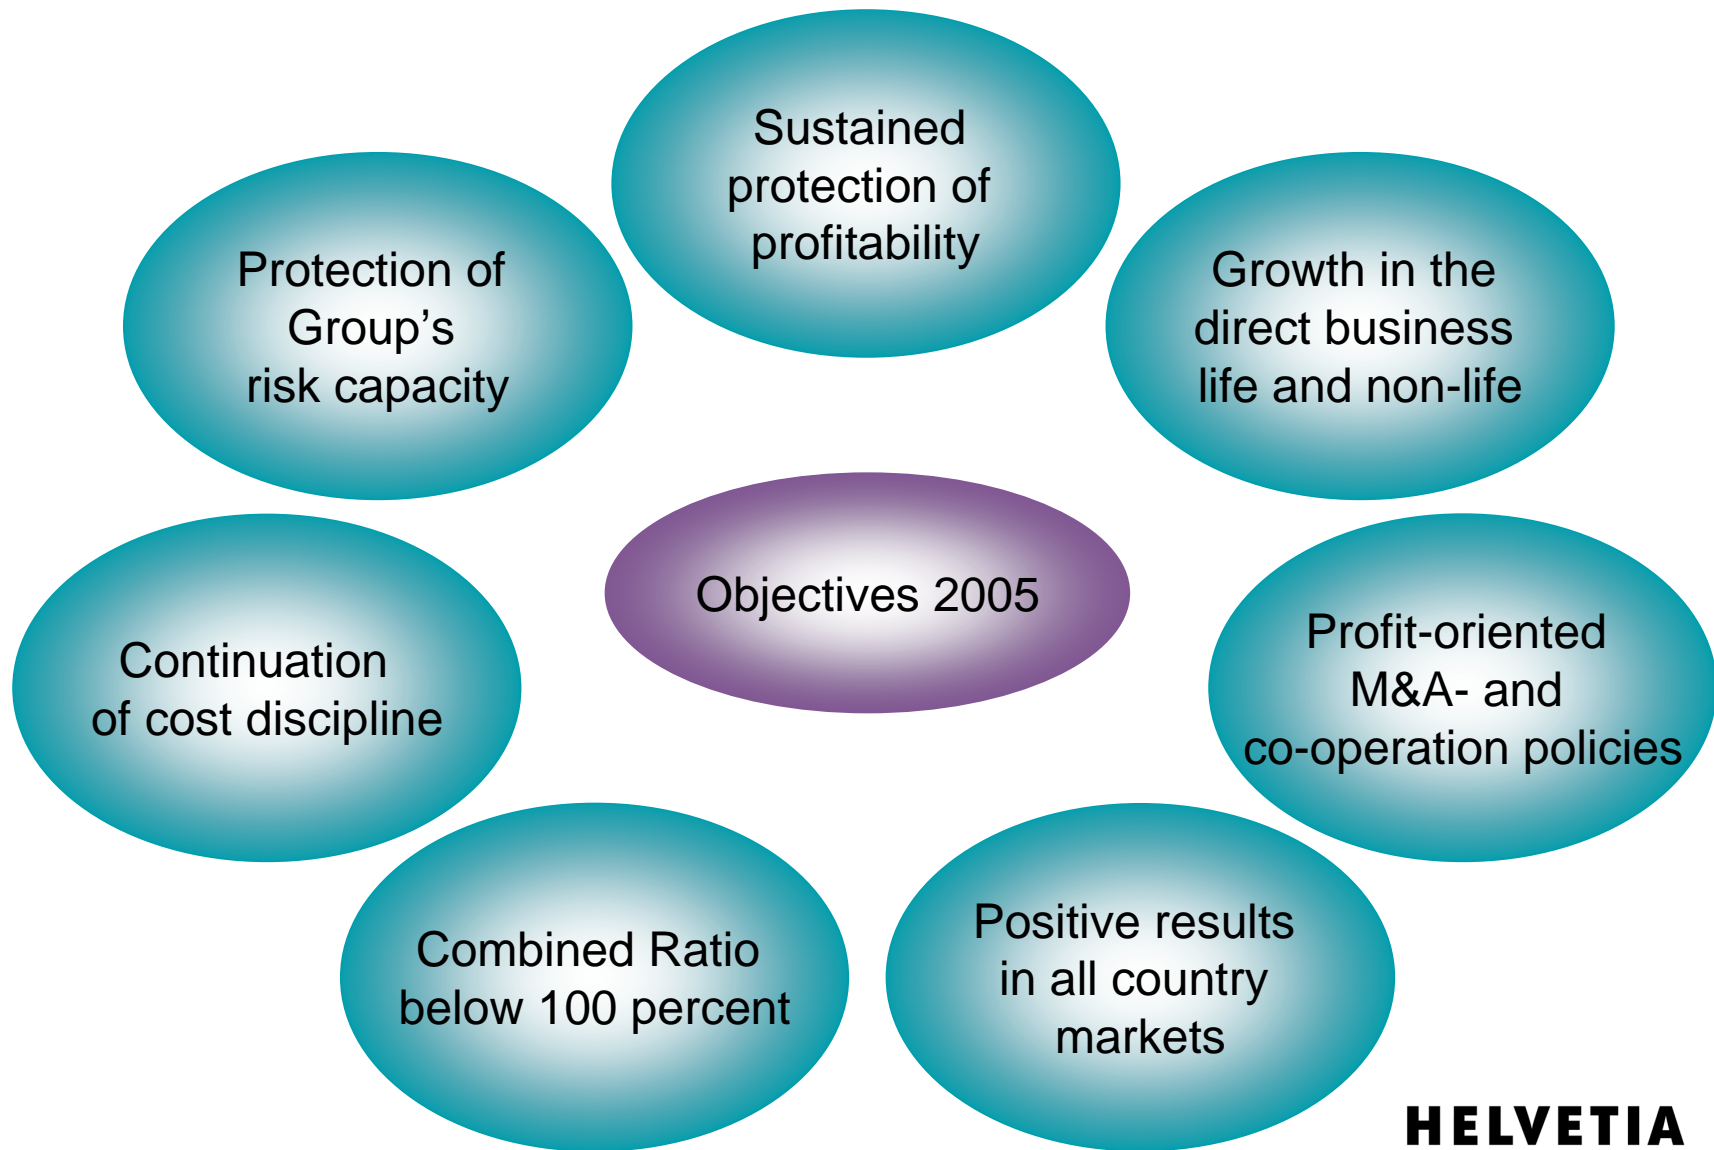 Sustained
protection of
profitability
Protection of
Group’s
risk capacity
Growth in the
direct business
life and non-life
Objectives 2005
Continuation
of cost discipline
Profit-oriented
M&A- and
co-operation policies
Combined Ratio
below 100 percent
Positive results
in all country
markets
HELVETIA